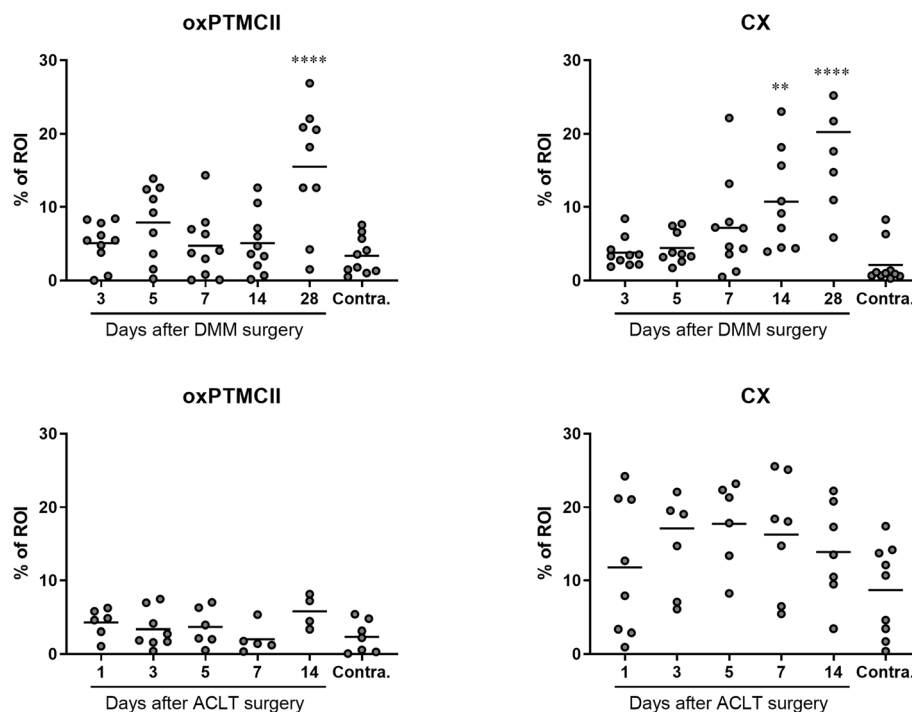 oxPTMCII
CX
****
** ****
% of ROI
30
20
10
0
3 5 7 14 28 Contra.
Days after DMM surgery
% of ROI
30
20
10
0
3 5 7 14 28 Contra.
Days after DMM surgery
oxPTMCII
CX
% of ROI
30
20
10
0
1 3 5 7 14 Contra.
Days after ACLT surgery
% of ROI
30
20
10
0
1 3 5 7 14 Contra.
Days after ACLT surgery